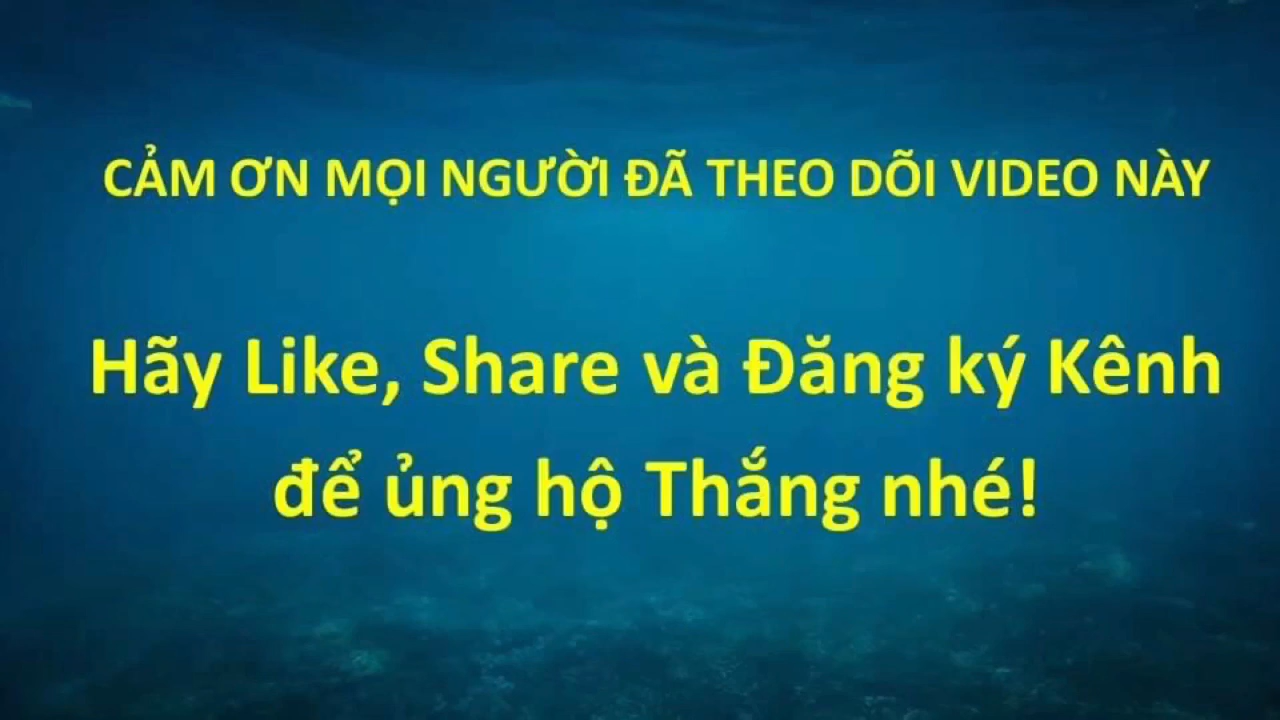 CẢM ƠN MỌI NGƯỜI ĐÃ THEO DÕI VIDEO NÀY
Hãy Like, Share và Đăng ký Kênh
để ủng hộ Thắng nhé!